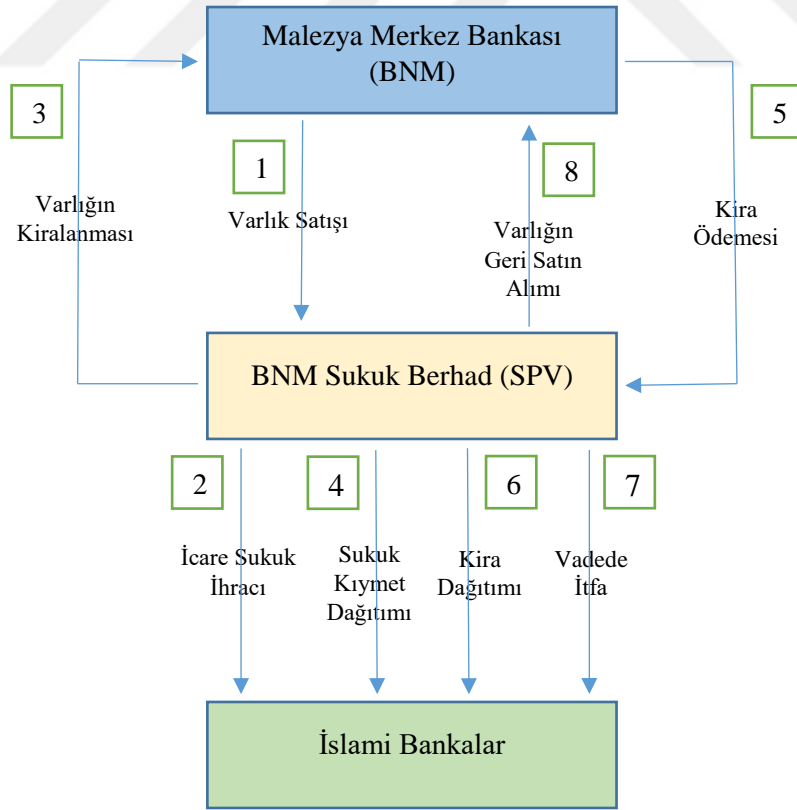 Malezya Merkez Bankası
(BNM)
3
5
1
8
Varlığın
Kiralanması
Varlık Satışı
Varlığın
Geri Satın
Alımı
Kira
Ödemesi
BNM Sukuk Berhad (SPV)
2
4
6
7
İcare Sukuk
İhracı
Sukuk
Kıymet
Dağıtımı
Kira
Dağıtımı
Vadede
İtfa
İslami Bankalar